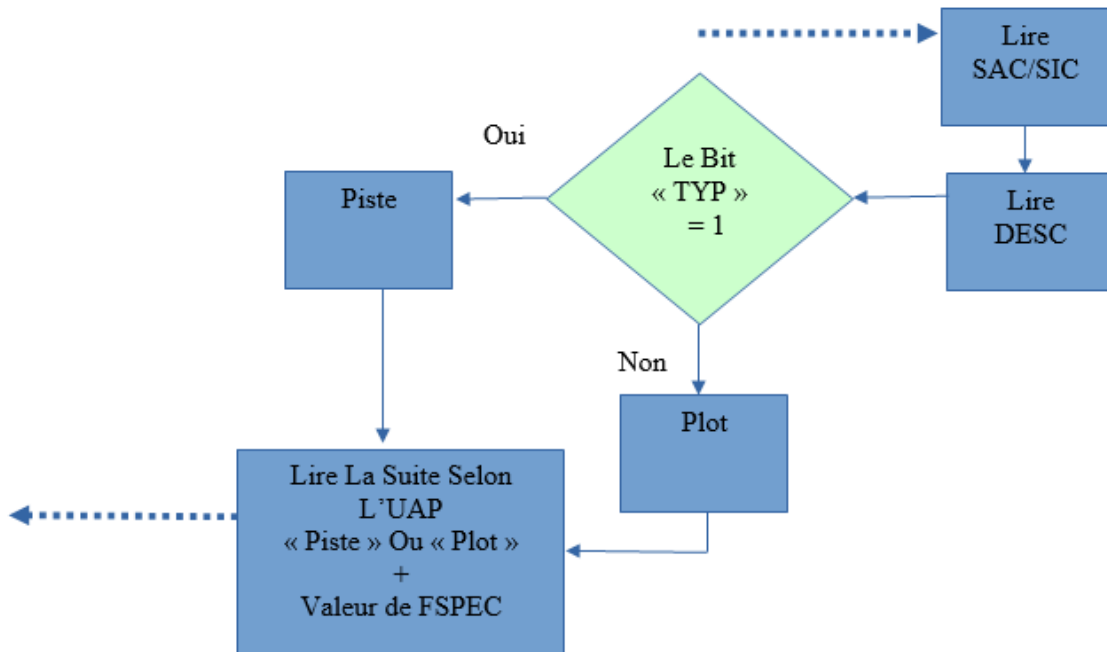 Lire
SAC/SIC
Lire
DESC
Le Bit
« TYP »
= 1
Oui
Piste
Non
Plot
Lire La Suite Selon
L’UAP
« Piste » Ou « Plot »
+
Valeur de FSPEC